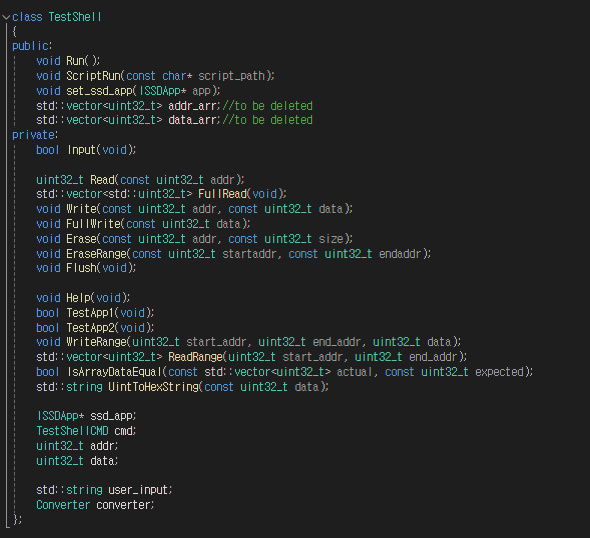 class TestShell
{
public:
void Run();
void ScriptRun(const char* script_path);
void set_ssd_app(ISSDApp* app);
std::vector<uint32_t> addr_arr;//to be deleted
std::vector<uint32_t> data_arr;//to be deleted
private:
bool Input(void);
uint32_t Read(const uint32_t addr);
std::vector<std::uint32_t> FullRead(void);
void Write(const uint32_t addr, const uint32_t data);
void FullWrite(const uint32_t data);
void Erase(const uint32_t addr, const uint32_t size);
void EraseRange(const uint32_t startaddr, const uint32_t endaddr);
void Flush(void);
void Help(void);
bool TestApp1(void);
bool TestApp2(void);
void WriteRange(uint32_t start_addr, uint32_t end_addr, uint32_t data);
std::vector<uint32_t> ReadRange(uint32_t start_addr, uint32_t end_addr);
bool IsArrayDataEqual(const std::vector<uint32_t> actual, const uint32_t expected);
std::string UintToHexString(const uint32_t data);
ISSDApp* ssd_app;
TestShellCMD cmd;
uint32_t addr;
uint32_t data;
std::string user_input;
Converter converter;
};